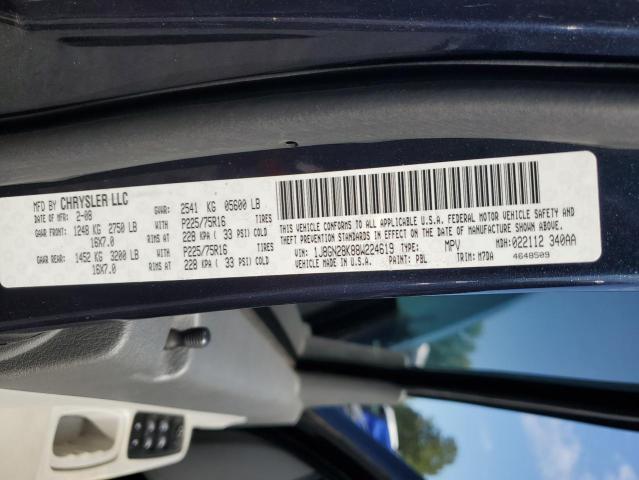 MFD BY CHRYSLER LLC
DATE OF MFR 2-08 GVWR: 2541 KG 05600 LB
GAWR FRONT WITH TIRES
1248 KG 2750 LB P225/75R16
16X7.0 RIMS AT 228 KPA ( 33 PSI) COLD
GAWR REAR WITH TIRES
1452 KG 3200 LB P225/75R16
16X7.0 RIMS AT 228 KPA ( 33 PSI) COLD
THIS VEHICLE CONFORMS TO ALL APPLICABLE U.S.A. FEDERAL MOTOR VEHICLE SAFETY,
THEFT PREVENTION STANDARDS IN EFFECT ON THE DATE OF MANUFACTURE SHOWN ABOVE.
VIN: 1J8GN28K88W224619 TYPE: MPV MDH: 022112 340AA
VEHICLE MADE IN U.S.A. PAINT: PBL TRIM: M7DA 4648509